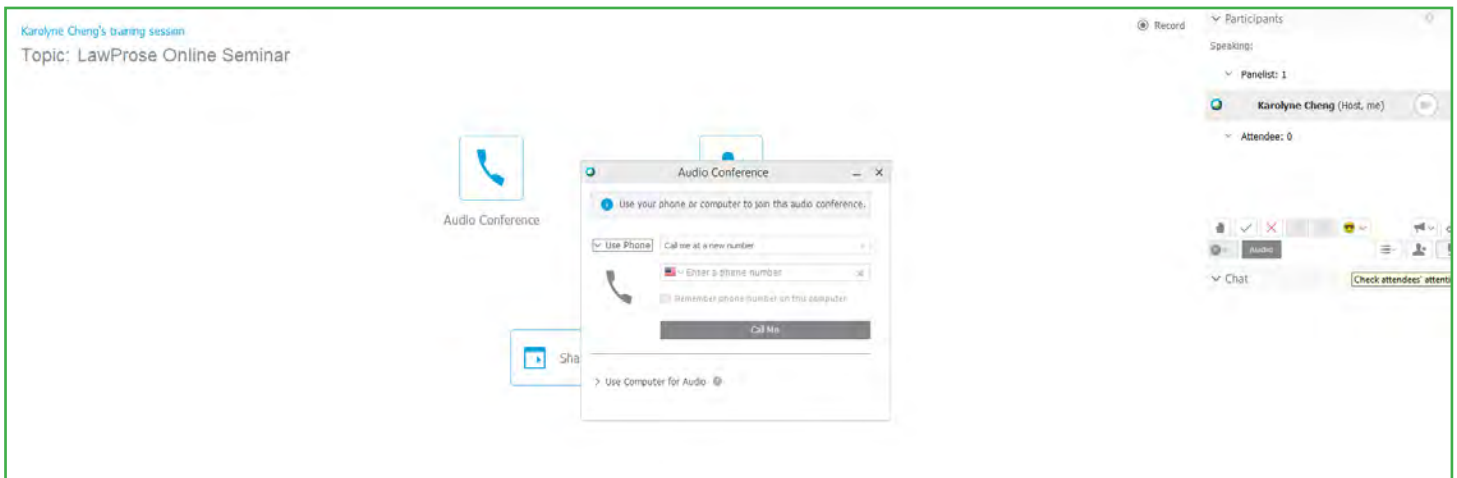 Karolyne Cheng's training session
Topic: LawProse Online Seminar
Record
Audio Conference
Audio Conference
Use your phone or computer to join this audio conference.
Use Phone
Call me at a new number
Enter a phone number
Remember phone number on this computer
Call Me
Use Computer for Audio
Sha
Participants
Speaking:
Panelist: 1
Karolyne Cheng (Host, me)
Attendee: 0
Audio
Chat
Check attendees' attenti